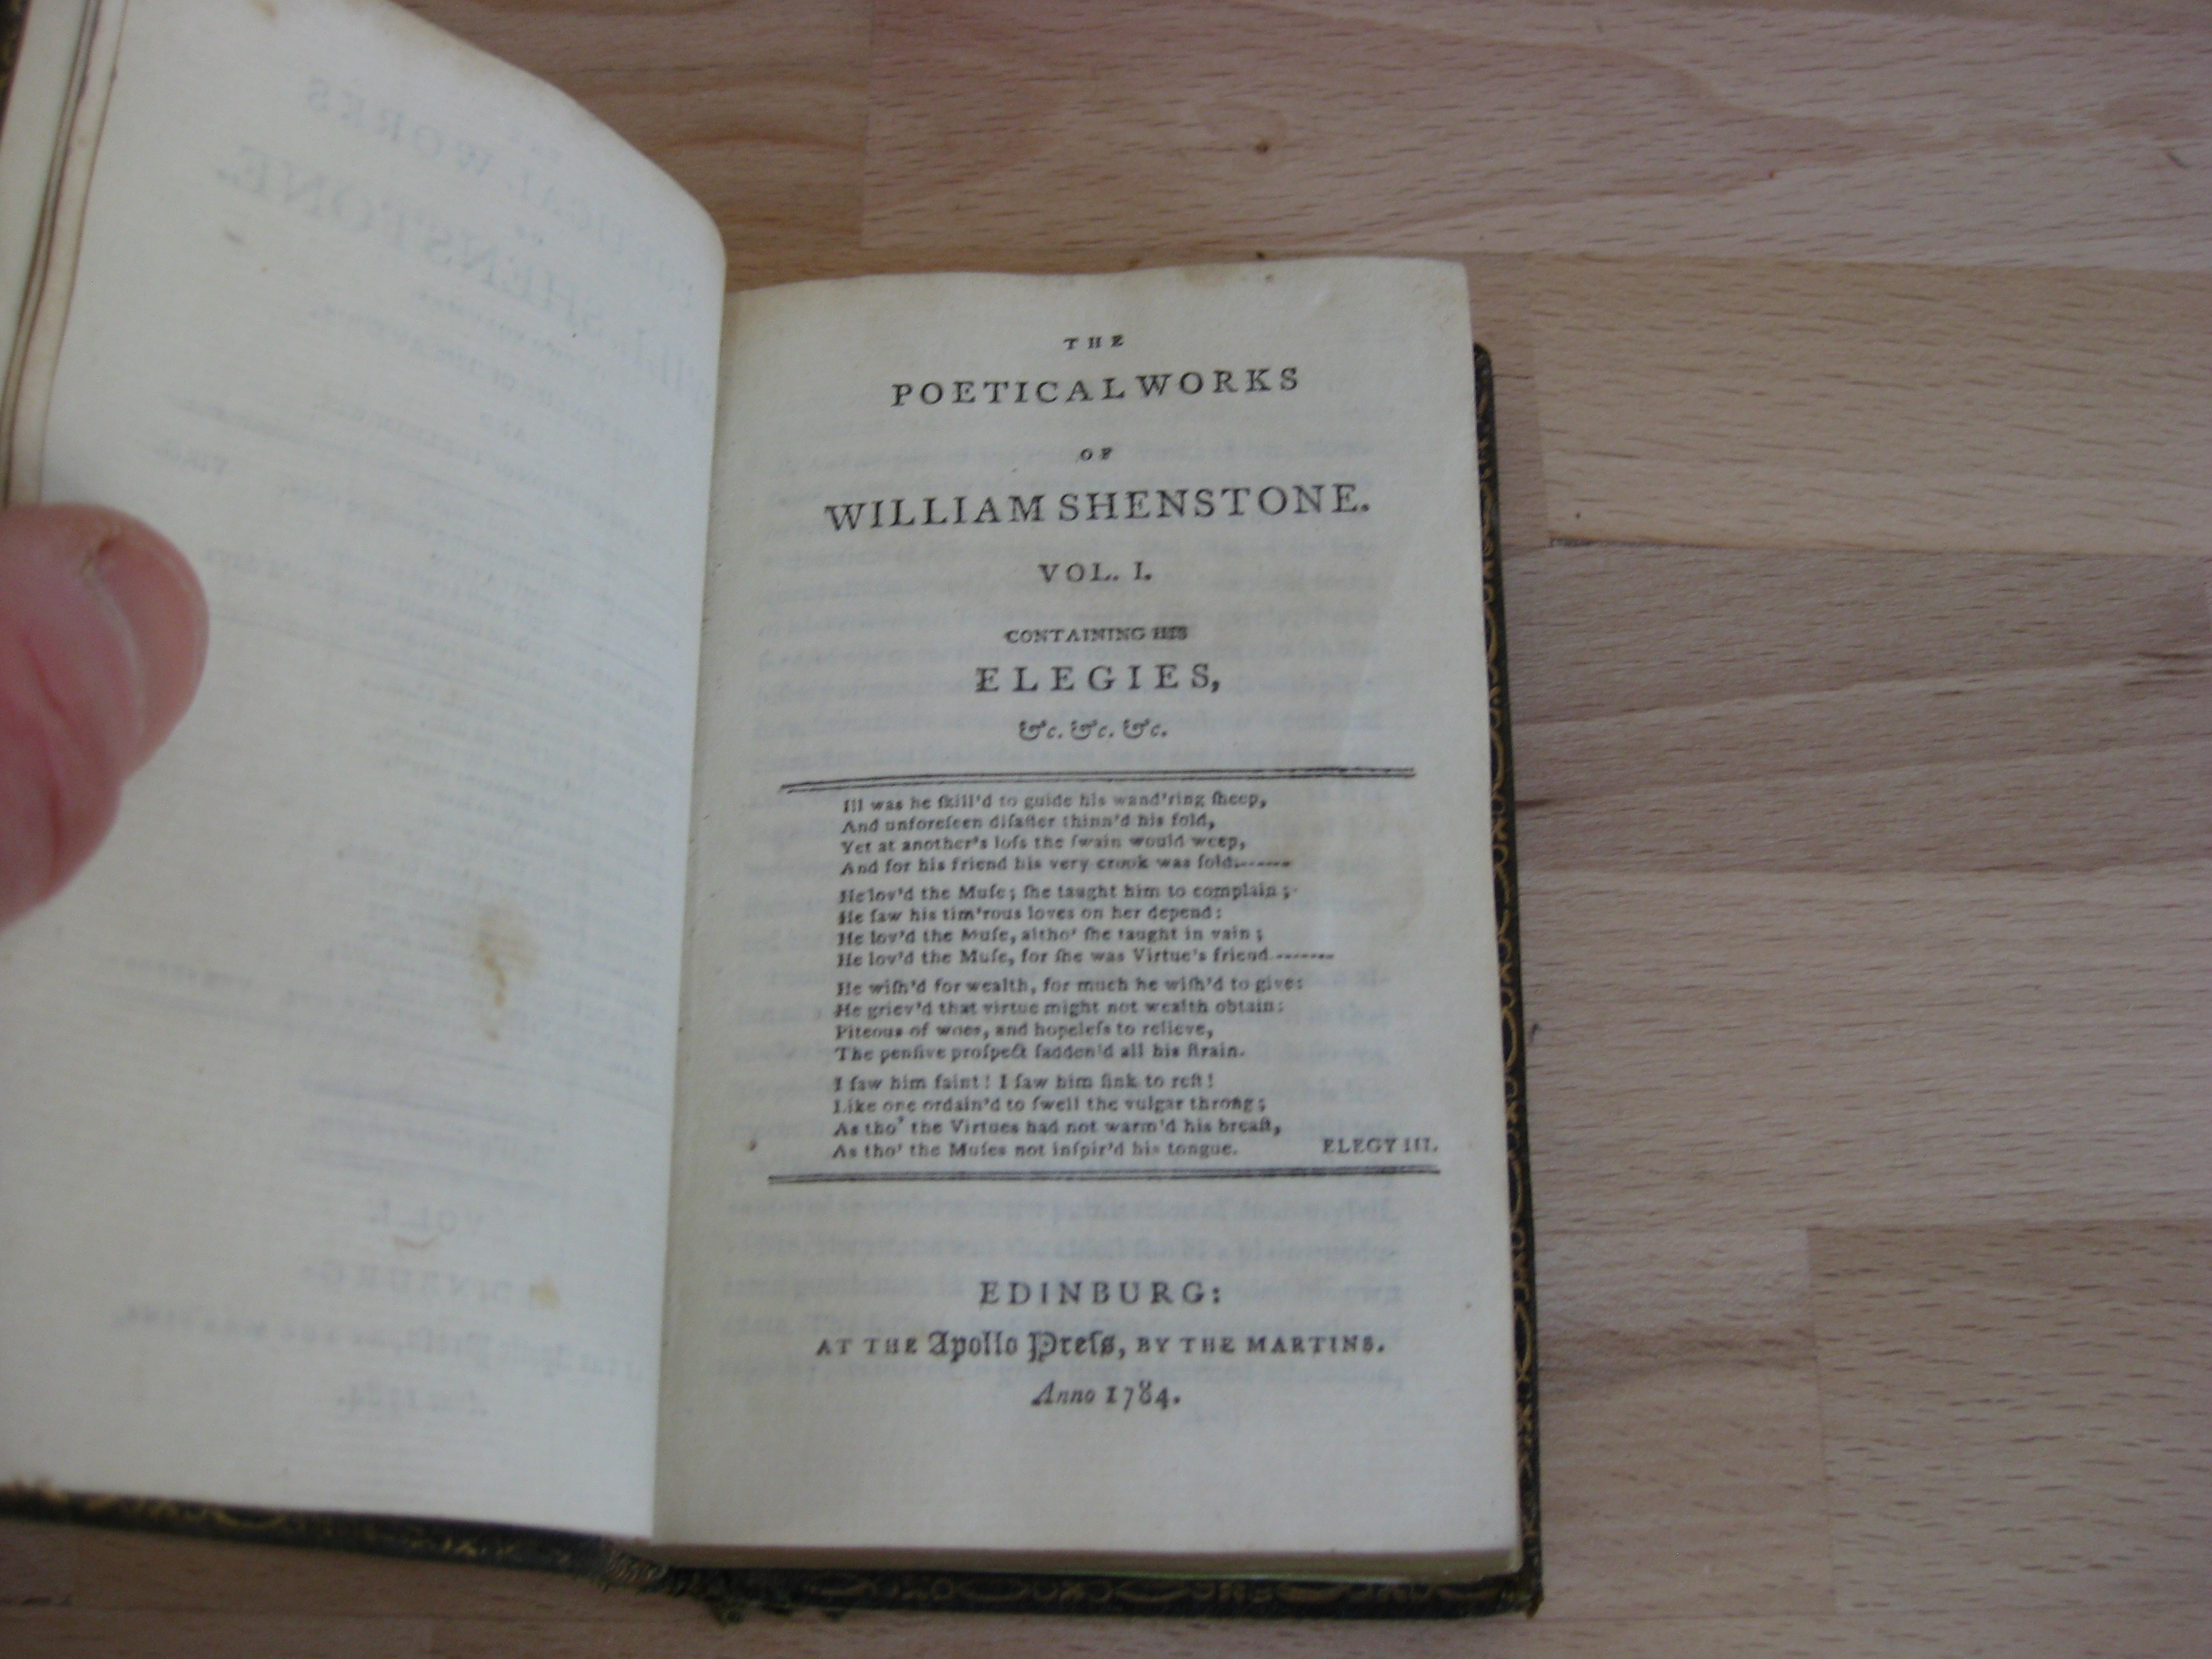 THE
POETICAL WORKS
OF
WILLIAM SHENSTONE.
VOL. I.
CONTAINING HIS
ELEGIES,
&c. &c. &c.
Ill was he ſkill'd to guide his wand'ring ſheep,
And unforeſeen diſaſter thinn'd his fold,
Yet at another's loſs the ſwain would weep,
And for his friend his very crook was ſold.------
He lov'd the Muſe; ſhe taught him to complain;
He ſaw his tim'rous loves on her depend:
He lov'd the Muſe, altho' ſhe taught in vain;
He lov'd the Muſe, for ſhe was Virtue's friend-------
He wiſh'd for wealth, for much he wiſh'd to give:
He griev'd that virtue might not wealth obtain:
Piteous of woes, and hopeleſs to relieve,
The penſive proſpect ſadden'd all his ſtrain.
I ſaw him faint! I ſaw him ſink to reſt!
Like one ordain'd to ſwell the vulgar throng;
As tho' the Virtues had not warm'd his breaſt,
As tho' the Muſes not inſpir'd his tongue. ELEGY III.
EDINBURG:
AT THE Apollo Preſs, BY THE MARTINS.
Anno 1784.